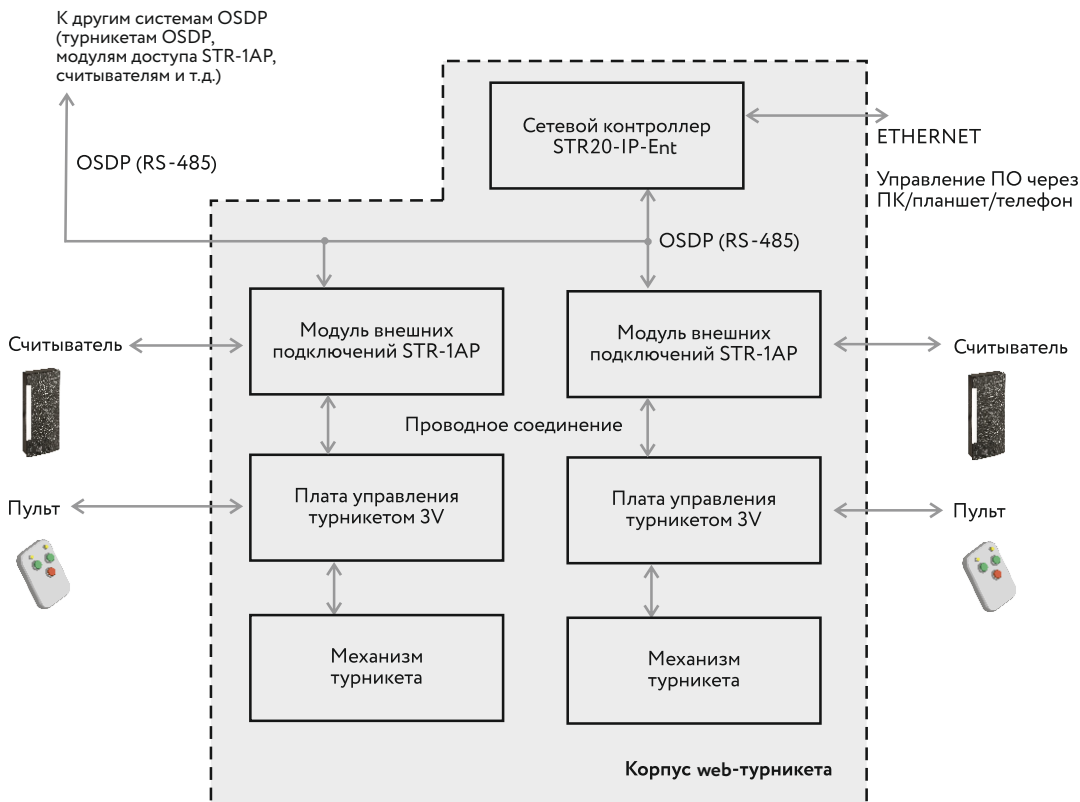 К другим системам OSDP
(турникетам OSDP,
модулям доступа STR-1AP,
считывателям и т.д.)
OSDP (RS-485)
Сетевой контроллер
STR20-IP-Ent
ETHERNET
Управление ПО через
ПК/планшет/телефон
OSDP (RS-485)
Модуль внешних
подключений STR-1AP
Модуль внешних
подключений STR-1AP
Считыватель
Считыватель
Проводное соединение
Плата управления
турникетом 3V
Плата управления
турникетом 3V
Пульт
Пульт
Механизм
турникета
Механизм
турникета
Корпус web-турникета